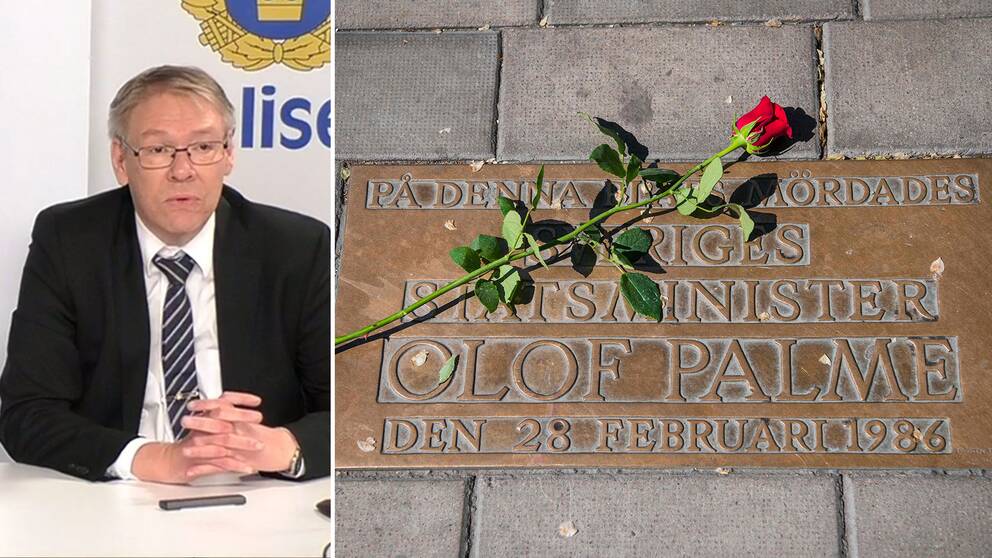 lise
PÅ DENNA MÖRDADES
STATSMINISTER
OLOF PALME
DEN 28 FEBRUARI 1986